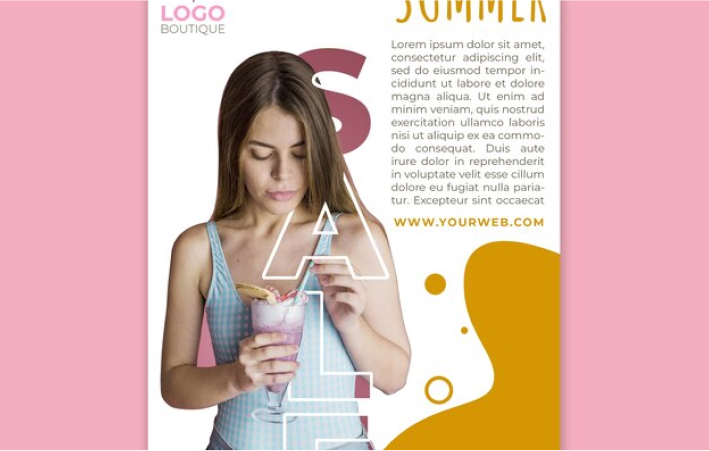 LOGO
BOUTIQUE
SUMMER
Lorem ipsum dolor sit amet,
consectetur adipiscing elit,
sed do eiusmod tempor in-
cididunt ut labore et dolore
magna aliqua. Ut enim ad
minim veniam, quis nostrud
exercitation ullamco laboris
nisi ut aliquip ex ea commo-
do consequat. Duis aute
irure dolor in reprehenderit
in voluptate velit esse cillum
dolore eu fugiat nulla paria-
tur. Excepteur sint occaecat
WWW.YOURWEB.COM
SALE